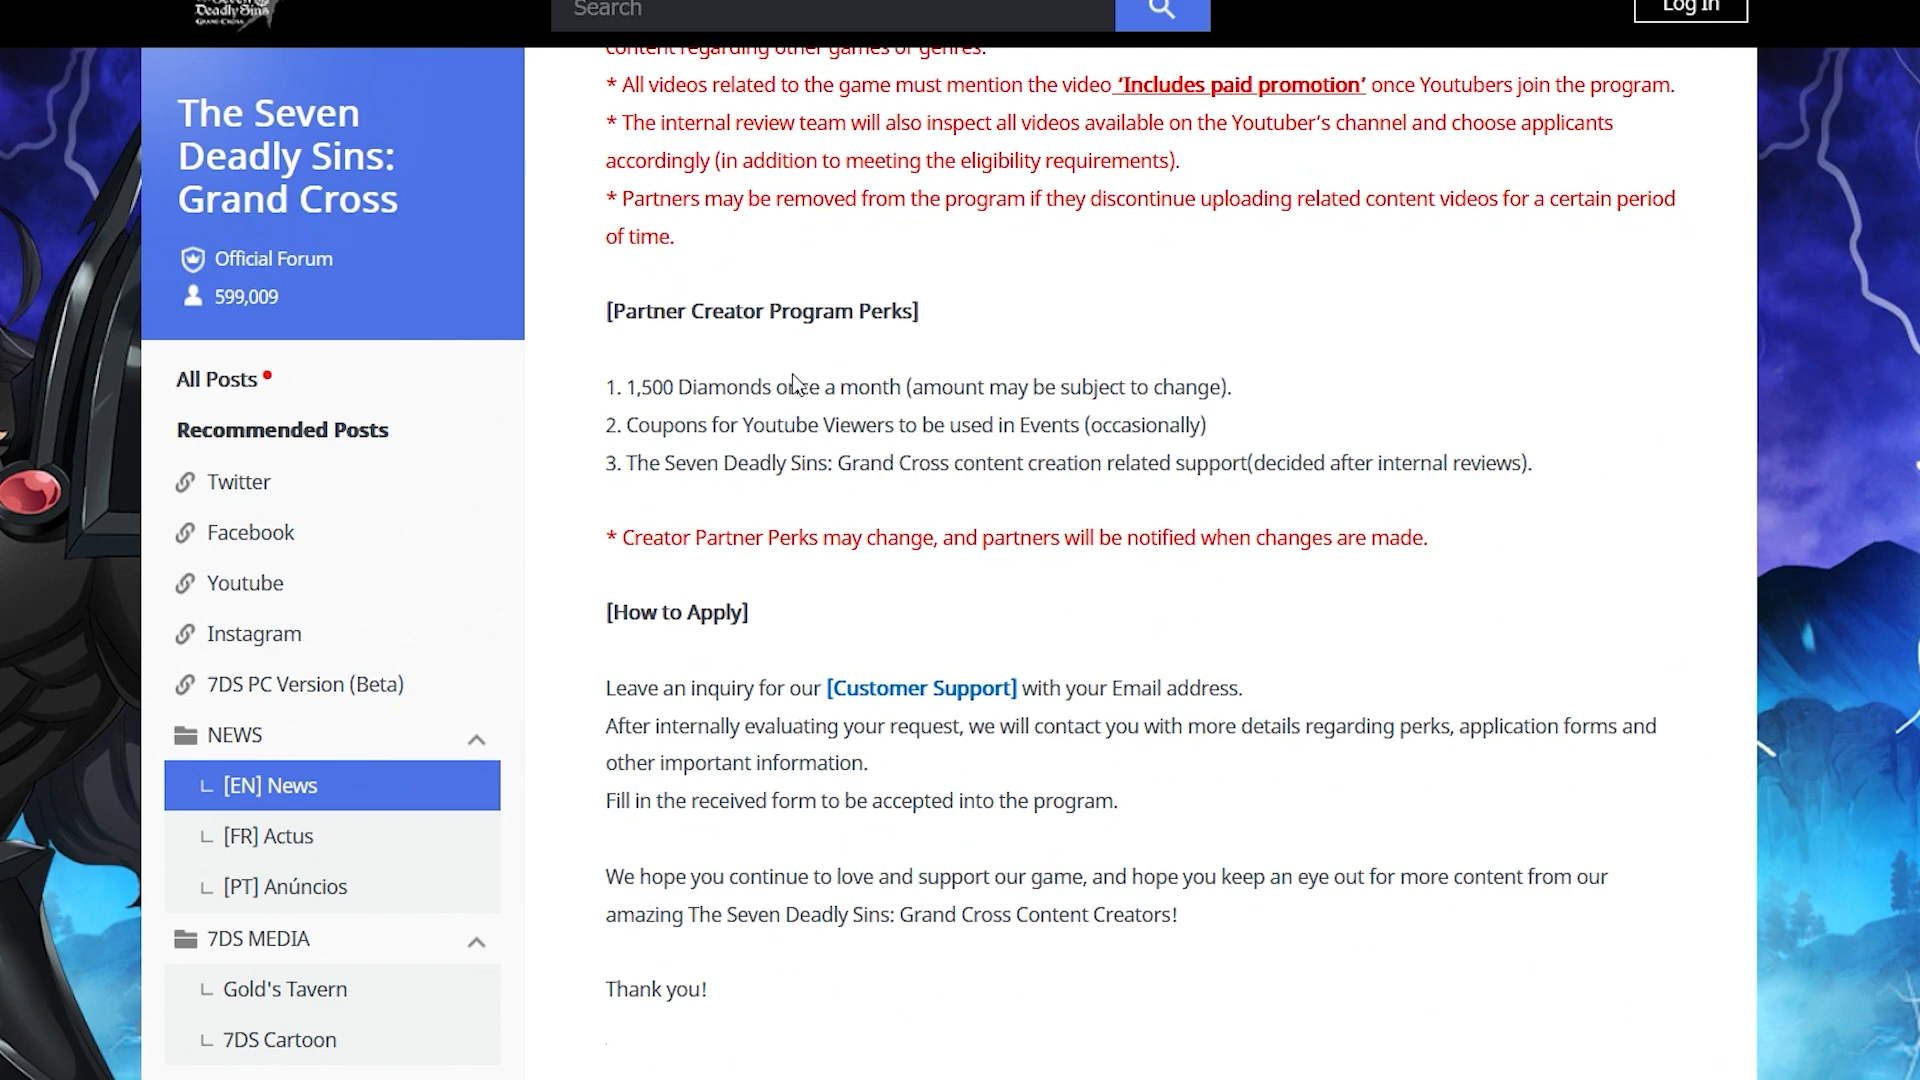 Deadly Sins
GRAND CROSS
Search
Log In
The Seven
Deadly Sins:
Grand Cross
Official Forum
599,009
All Posts
Recommended Posts
Twitter
Facebook
Youtube
Instagram
7DS PC Version (Beta)
NEWS
[EN] News
[FR] Actus
[PT] Anúncios
7DS MEDIA
Gold's Tavern
7DS Cartoon
content regarding other games or genres.
* All videos related to the game must mention the video ‘Includes paid promotion’ once Youtubers join the program.
* The internal review team will also inspect all videos available on the Youtuber’s channel and choose applicants
accordingly (in addition to meeting the eligibility requirements).
* Partners may be removed from the program if they discontinue uploading related content videos for a certain period
of time.
[Partner Creator Program Perks]
1. 1,500 Diamonds once a month (amount may be subject to change).
2. Coupons for Youtube Viewers to be used in Events (occasionally)
3. The Seven Deadly Sins: Grand Cross content creation related support(decided after internal reviews).
* Creator Partner Perks may change, and partners will be notified when changes are made.
[How to Apply]
Leave an inquiry for our [Customer Support] with your Email address.
After internally evaluating your request, we will contact you with more details regarding perks, application forms and
other important information.
Fill in the received form to be accepted into the program.
We hope you continue to love and support our game, and hope you keep an eye out for more content from our
amazing The Seven Deadly Sins: Grand Cross Content Creators!
Thank you!